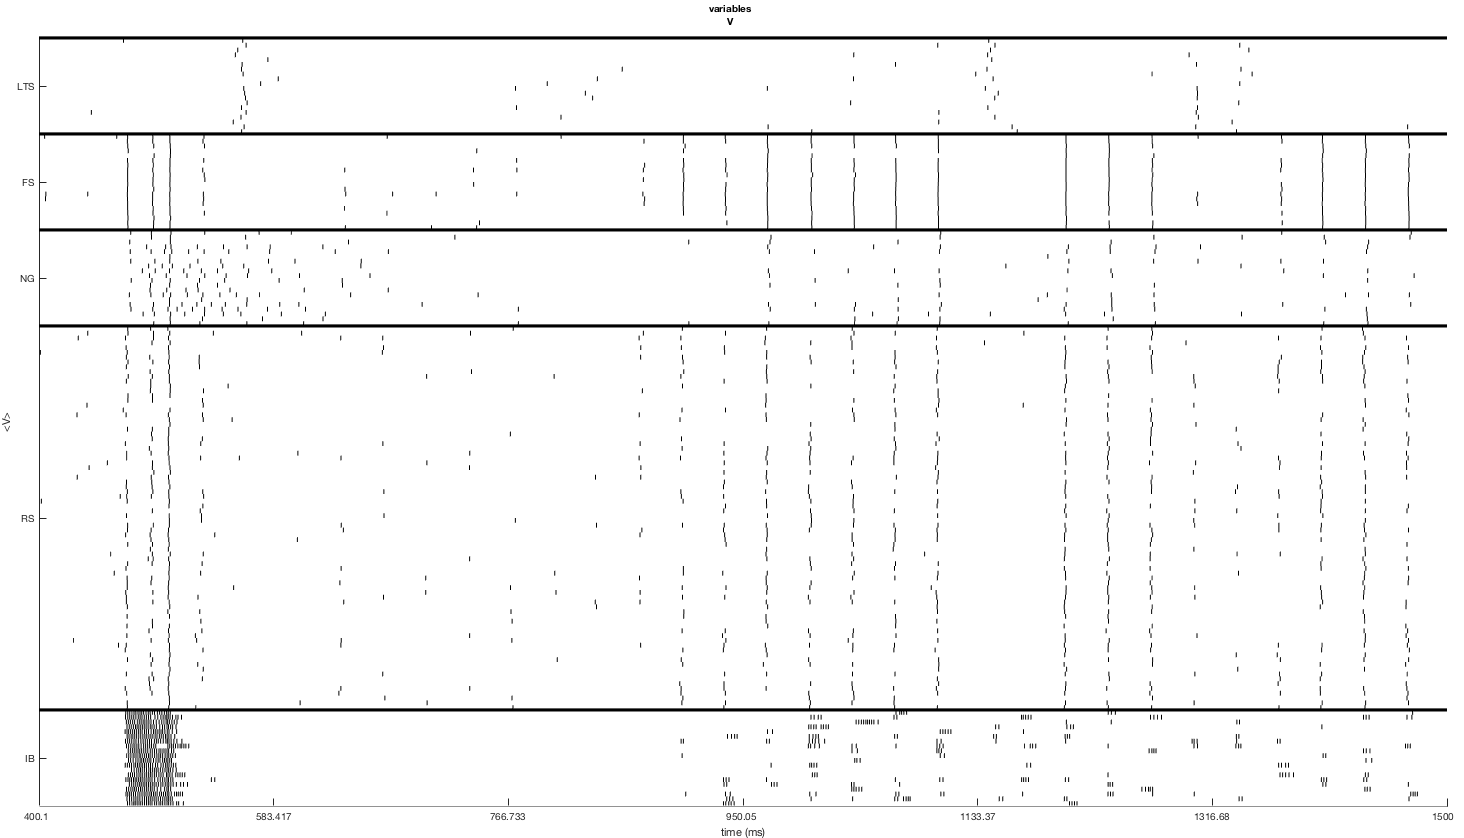 variables
V
LTS
FS
NG
RS
IB
<V>
400.1
583.417
766.733
950.05
1133.37
1316.68
1500
time (ms)